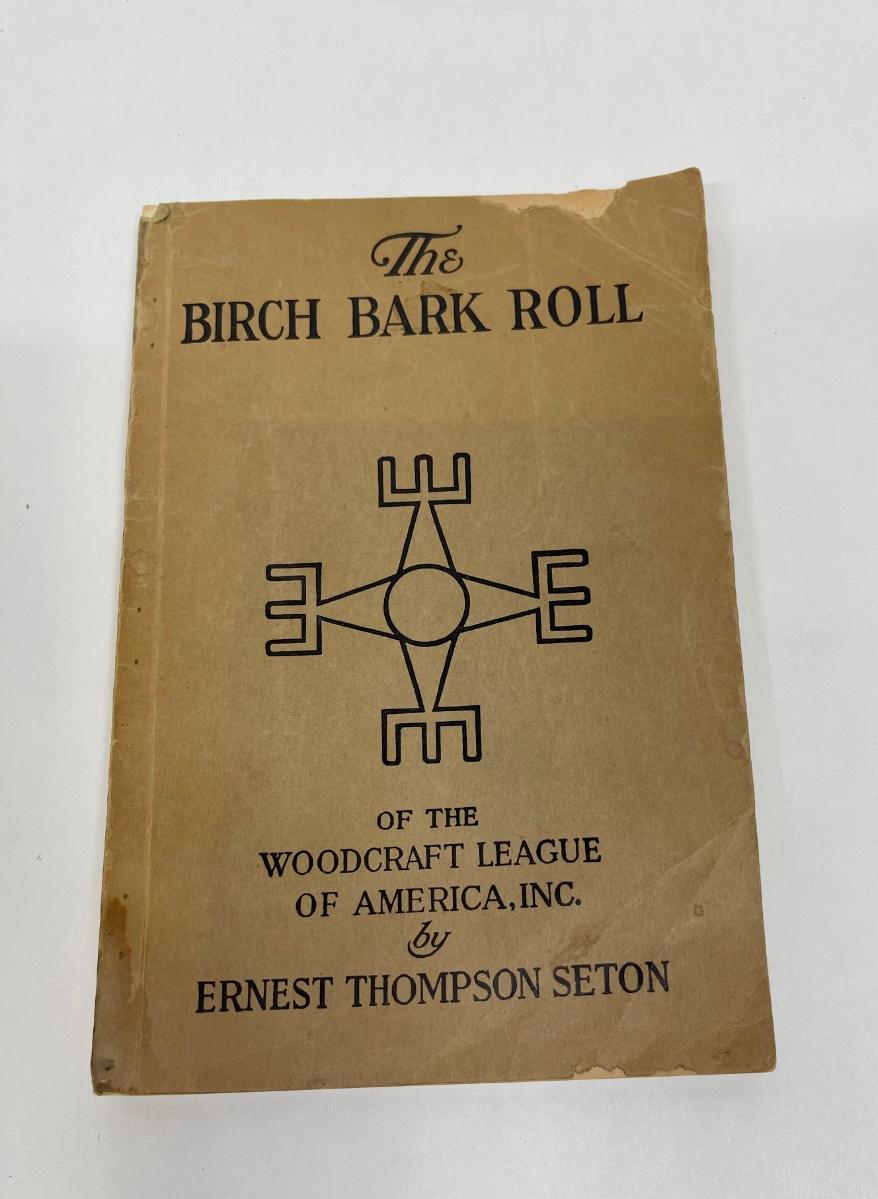 The
BIRCH BARK ROLL
OF THE
WOODCRAFT LEAGUE
OF AMERICA, INC.
by
ERNEST THOMPSON SETON